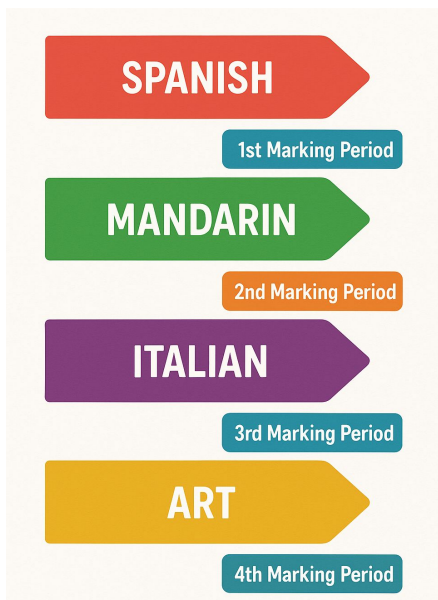 SPANISH
1st Marking Period
MANDARIN
2nd Marking Period
ITALIAN
3rd Marking Period
ART
4th Marking Period